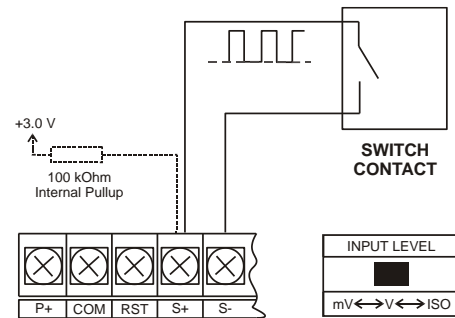 +3.0 V
100 kOhm
Internal Pullup
SWITCH
CONTACT
P+ COM RST S+ S-
INPUT LEVEL
mV↔V↔ISO